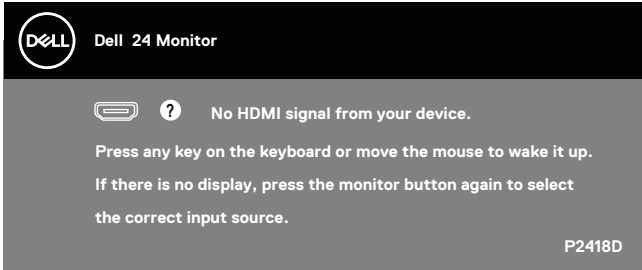 DELL
Dell 24 Monitor
? No HDMI signal from your device.
Press any key on the keyboard or move the mouse to wake it up.
If there is no display, press the monitor button again to select
the correct input source.
P2418D